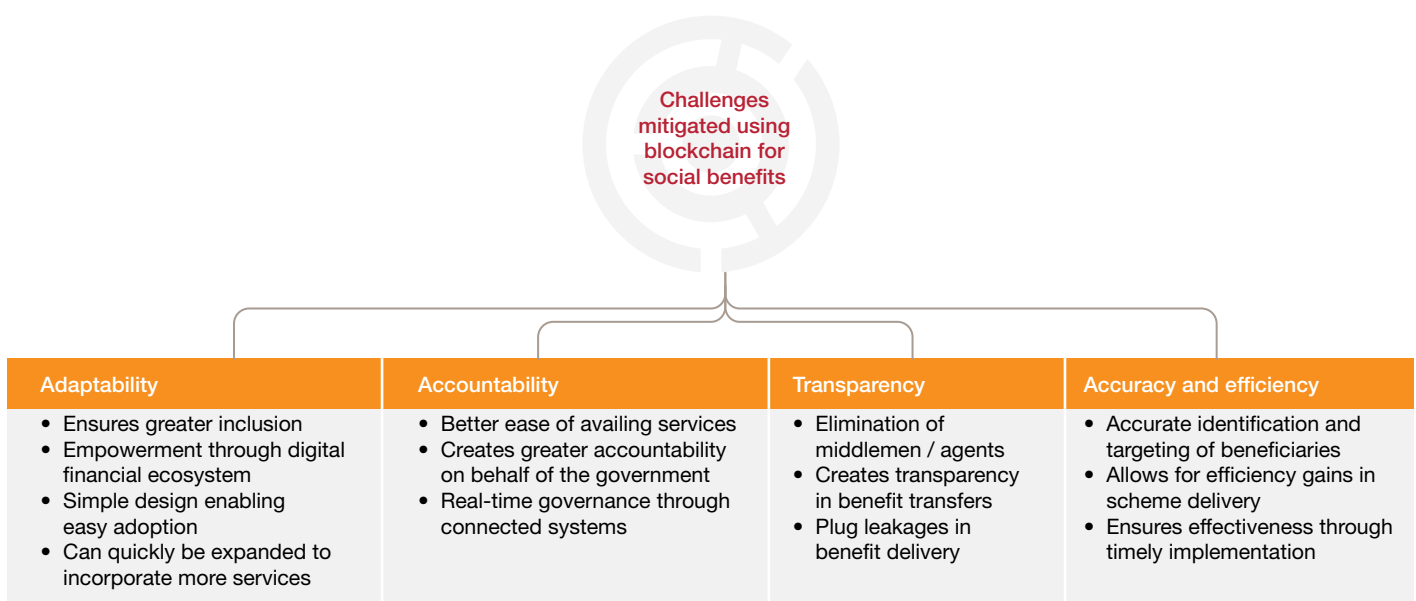 Challenges
mitigated using
blockchain for
social benefits
Adaptability
• Ensures greater inclusion
• Empowerment through digital
financial ecosystem
• Simple design enabling
easy adoption
• Can quickly be expanded to
incorporate more services
Accountability
• Better ease of availing services
• Creates greater accountability
on behalf of the government
• Real-time governance through
connected systems
Transparency
• Elimination of
middlemen / agents
• Creates transparency
in benefit transfers
• Plug leakages in
benefit delivery
Accuracy and efficiency
• Accurate identification and
targeting of beneficiaries
• Allows for efficiency gains in
scheme delivery
• Ensures effectiveness through
timely implementation